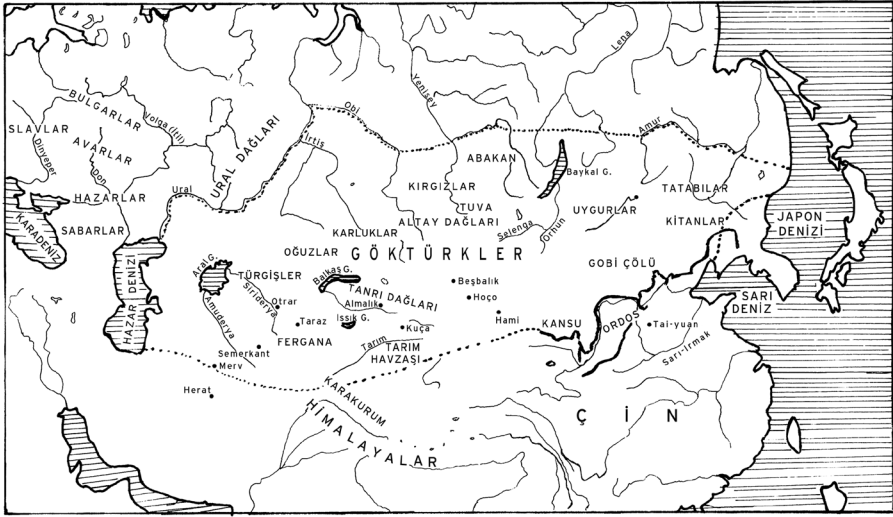 Lena
Yenisey
Obi
BULGARLAR
Volga (İtil)
SLAVLAR
Dinyeper
AVARLAR
Don
URAL DAĞLARI
İrtiş
Amur
ABAKAN
Baykal G.
KIRGIZLAR
TATABILAR
HAZARLAR
Ural
TUVA
UYGURLAR
ALTAY DAĞLARI
KİTANLAR
KARADENİZ
SABARLAR
KARLUKLAR
Selenga
Orhun
JAPON
DENİZİ
OĞUZLAR
GÖKTÜRKLER
GOBİ ÇÖLÜ
HAZAR DENİZİ
Aral G.
TÜRGİŞLER
Balkaş G.
Beşbalık
TANRI DAĞLARI
Siriderya
Otrar
Almalık
Hoço
SARI
DENİZ
Amuderya
Taraz
Issık G.
Kuça
Hami
KANSU
ORDOS
Tai-yuan
FERGANA
Tarım
TARIM
HAVZAŞI
Sarı-ırmak
Semerkant
Merv
Herat
KARAKURUM
HİMALAYALAR
ÇİN